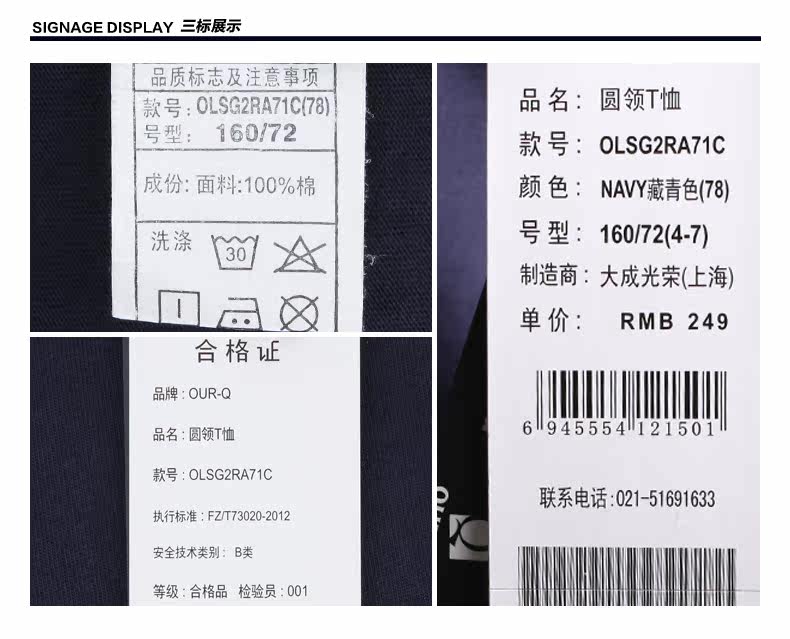 SIGNAGE DISPLAY 三标展示
品质标志及注意事项
款号: OLSG2RA71C(78)
号型: 160/72
成份: 面料:100%棉
洗涤
30
合格证
品牌 : OUR-Q
品名 : 圆领T恤
款号 : OLSG2RA71C
执行标准 : FZ/T73020-2012
安全技术类别 : B类
等级 : 合格品 检验员 : 001
品名: 圆领T恤
款号: OLSG2RA71C
颜色: NAVY藏青色(78)
号型: 160/72(4-7)
制造商: 大成光荣(上海)
单价: RMB 249
6 945554 121501
联系电话:021-51691633